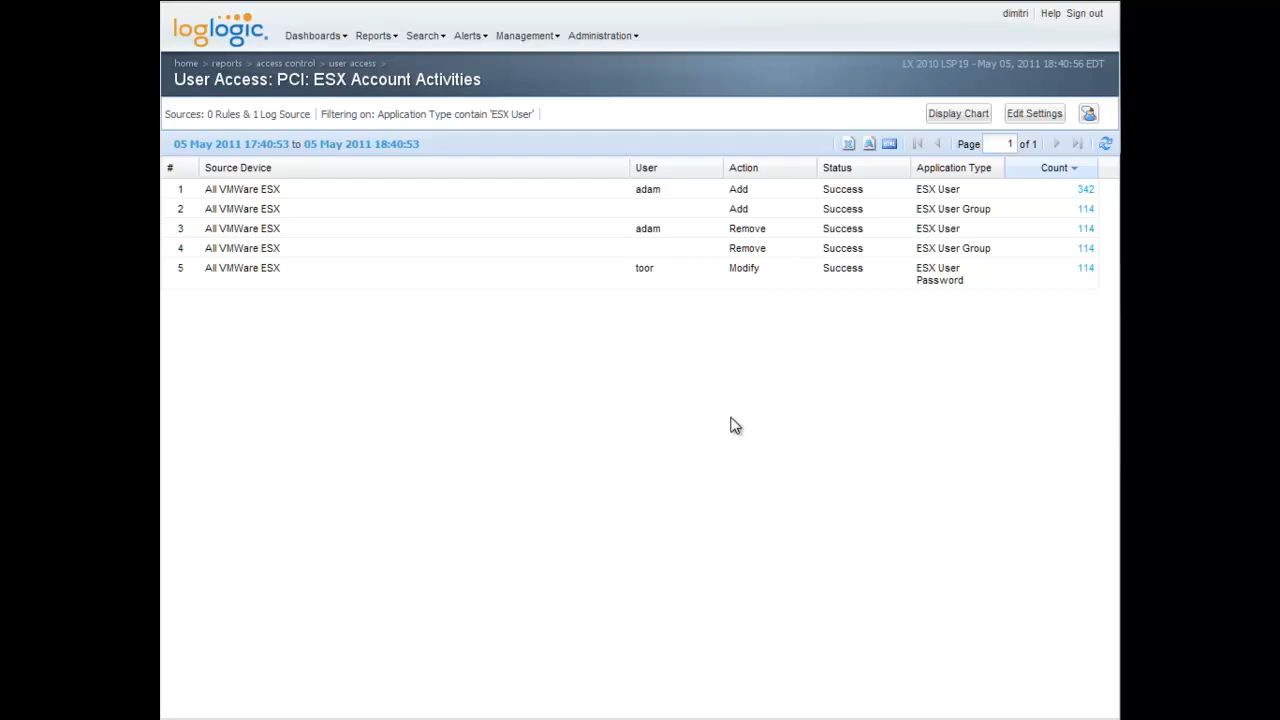 dimitri Help Sign out
loglogic.
Dashboards Reports Search Alerts Management Administration
home > reports > access control > user access >
LX 2010 LSP19 - May 05, 2011 18:40:56 EDT
User Access: PCI: ESX Account Activities
Sources: 0 Rules & 1 Log Source | Filtering on: Application Type contain 'ESX User' |
Display Chart Edit Settings
05 May 2011 17:40:53 to 05 May 2011 18:40:53
Page 1 of 1
# Source Device User Action Status Application Type Count
1 All VMWare ESX adam Add Success ESX User 342
2 All VMWare ESX Add Success ESX User Group 114
3 All VMWare ESX adam Remove Success ESX User 114
4 All VMWare ESX Remove Success ESX User Group 114
5 All VMWare ESX toor Modify Success ESX User 114
Password